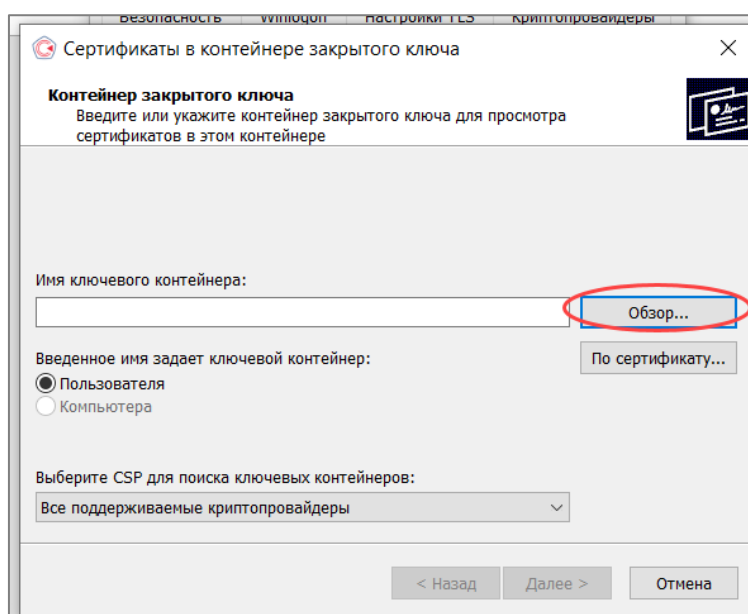 Безопасность Winlogon Настройки TLS Криптопровайдеры
Сертификаты в контейнере закрытого ключа
Контейнер закрытого ключа
Введите или укажите контейнер закрытого ключа для просмотра
сертификатов в этом контейнере
Имя ключевого контейнера:
Обзор...
Введенное имя задает ключевой контейнер:
По сертификату...
Пользователя
Компьютера
Выберите CSP для поиска ключевых контейнеров:
Все поддерживаемые криптопровайдеры
< Назад Далее > Отмена